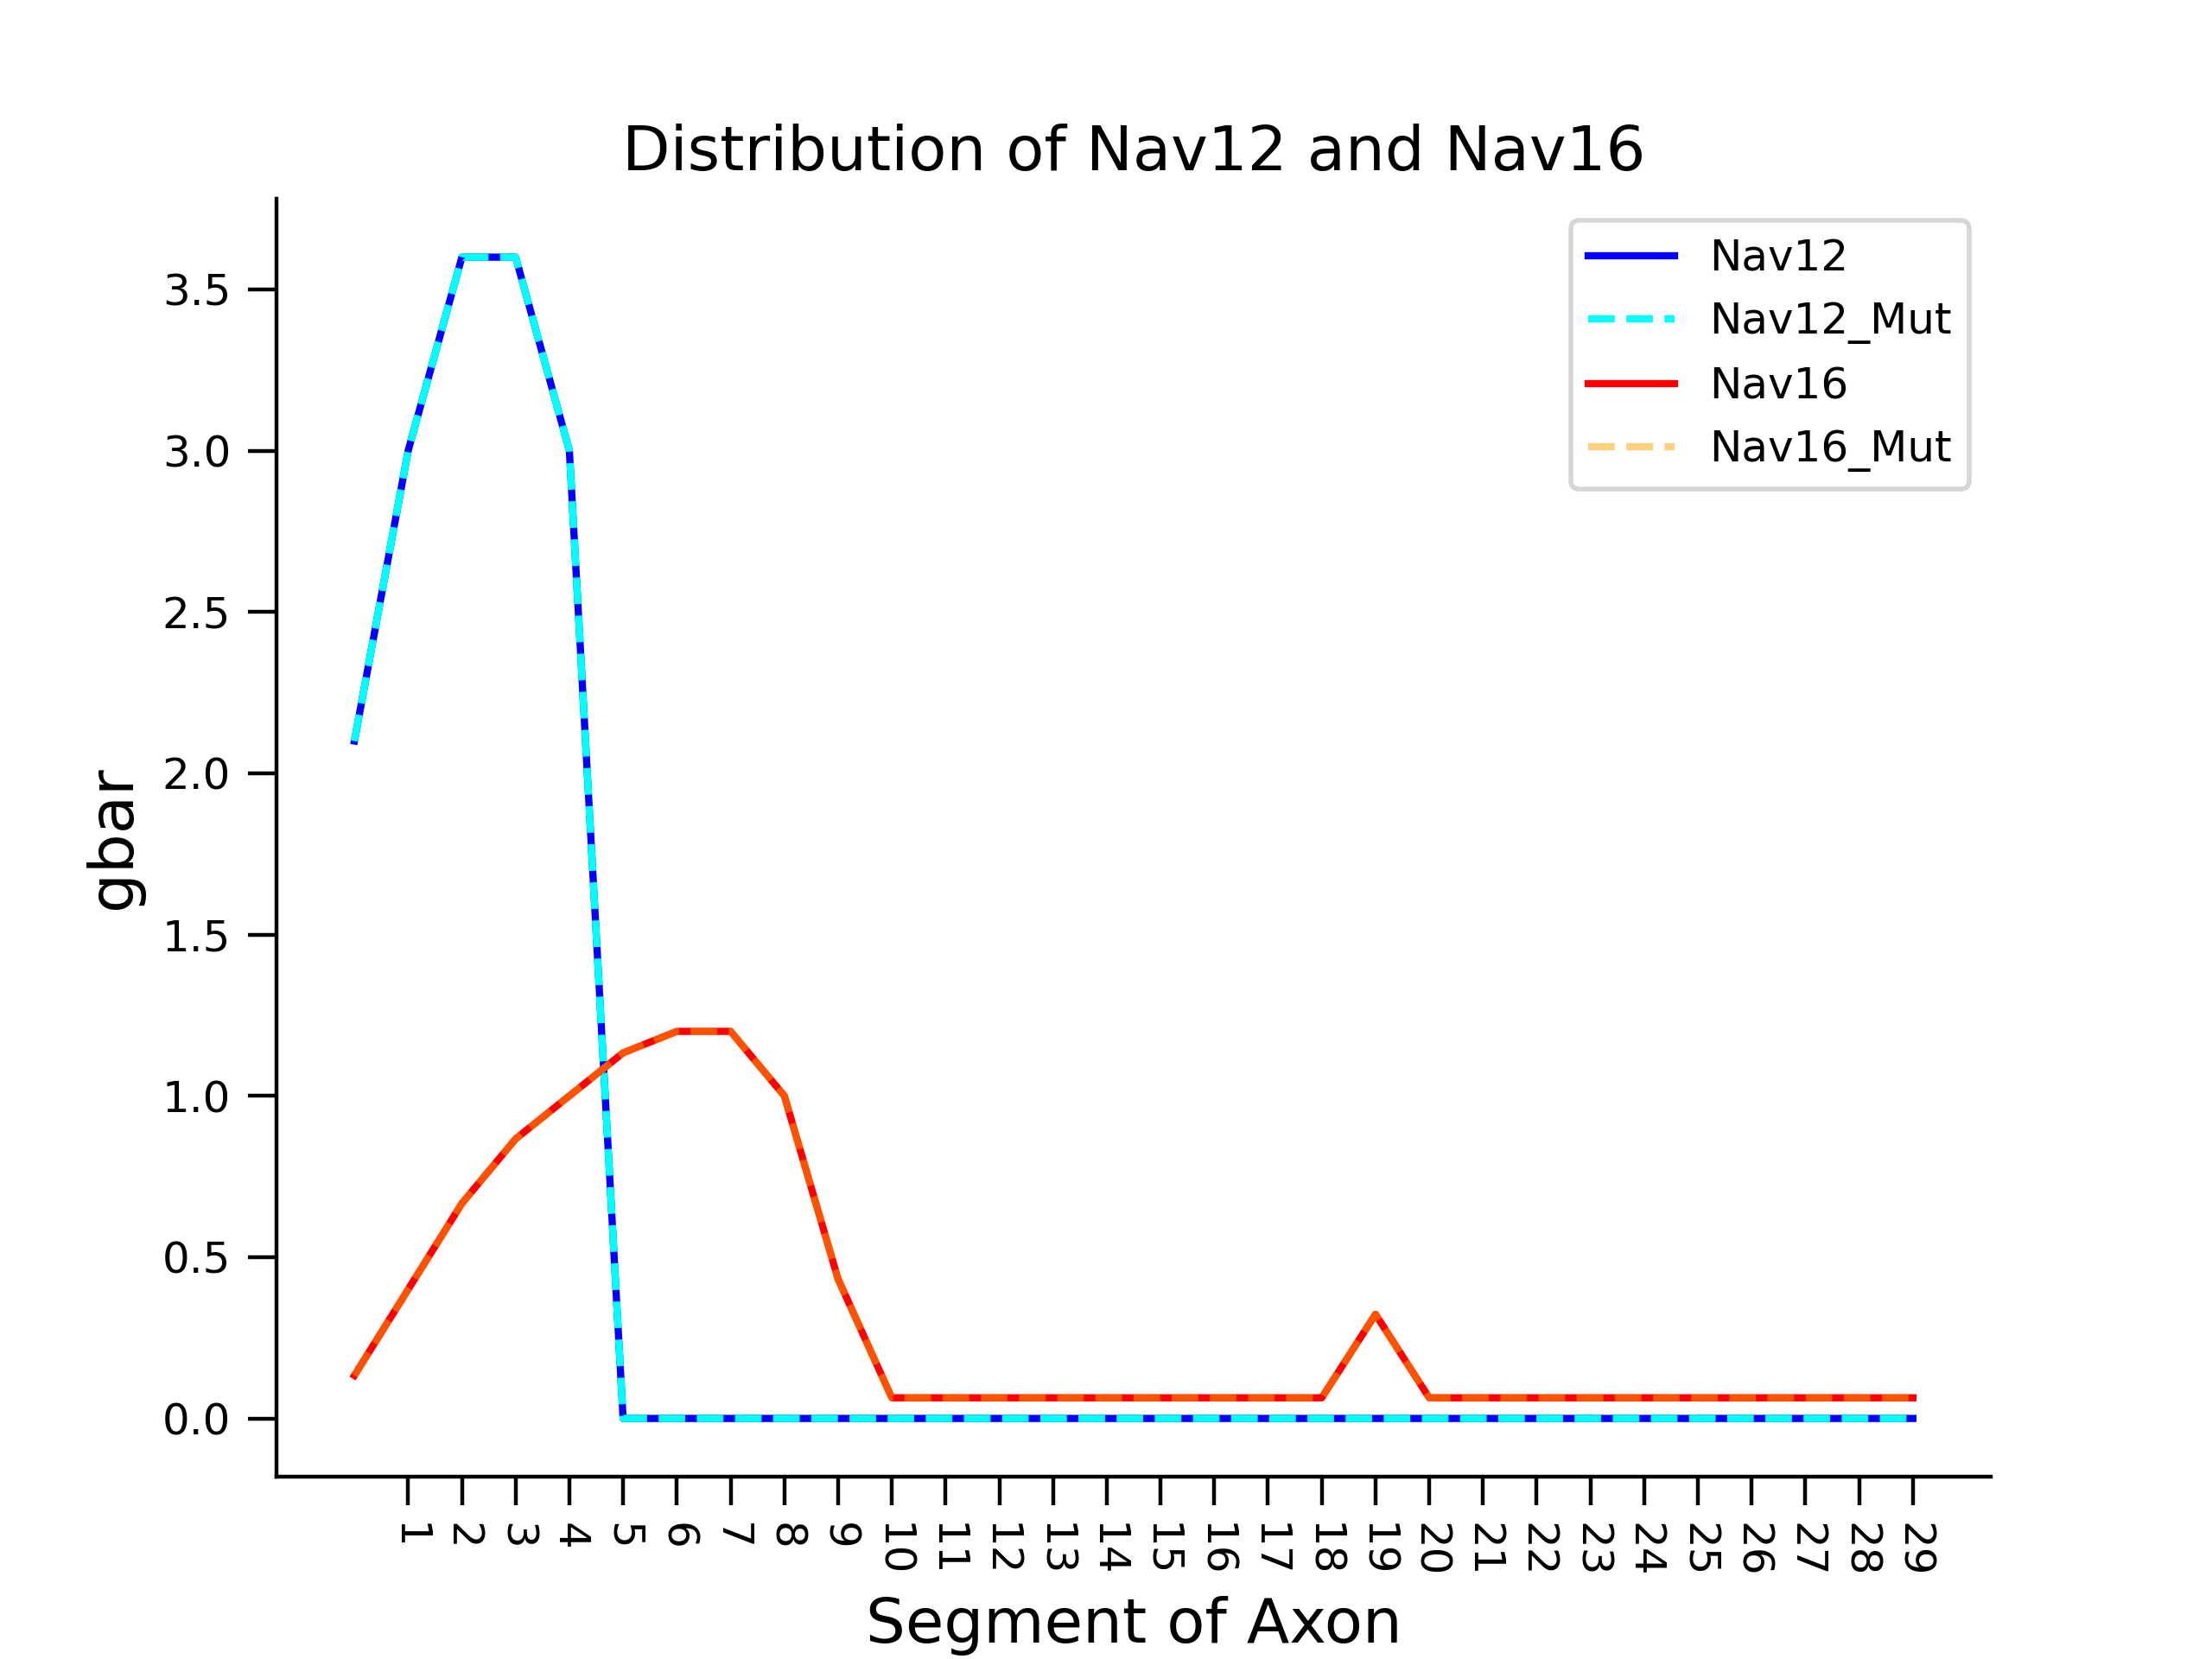 Distribution of Nav12 and Nav16
Nav12
Nav12_Mut
Nav16
Nav16_Mut
gbar
3.5
3.0
2.5
2.0
1.5
1.0
0.5
0.0
1 2 3 4 5 6 7 8 9 10 11 12 13 14 15 16 17 18 19 20 21 22 23 24 25 26 27 28 29
Segment of Axon